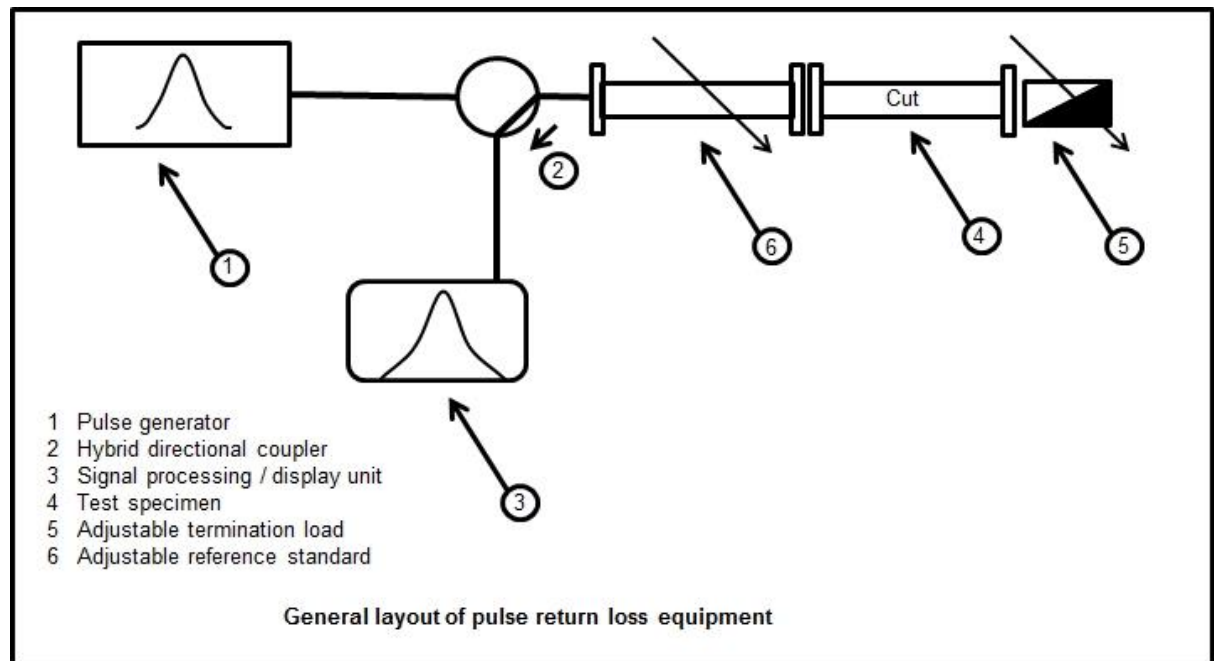 Cut
2
1
6
4
5
3
1 Pulse generator
2 Hybrid directional coupler
3 Signal processing / display unit
4 Test specimen
5 Adjustable termination load
6 Adjustable reference standard
General layout of pulse return loss equipment